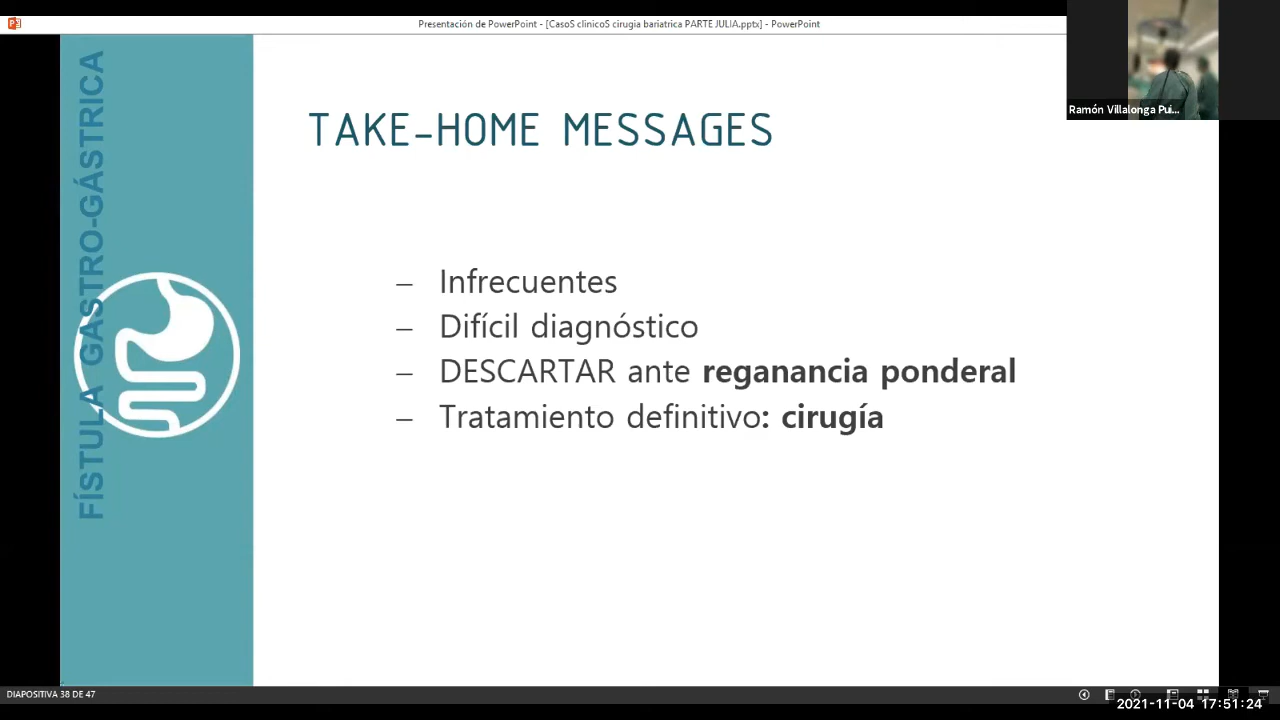 Presentación de PowerPoint - [CasoS clinicoS cirugia bariatrica PARTE JULIA.pptx] - PowerPoint
Ramón Villalonga Pui...
FÍSTULA GASTRO-GÁSTRICA
TAKE-HOME MESSAGES
– Infrecuentes
– Difícil diagnóstico
– DESCARTAR ante reganancia ponderal
– Tratamiento definitivo: cirugía
DIAPOSITIVA 38 DE 47
2021-11-04 17:51:24